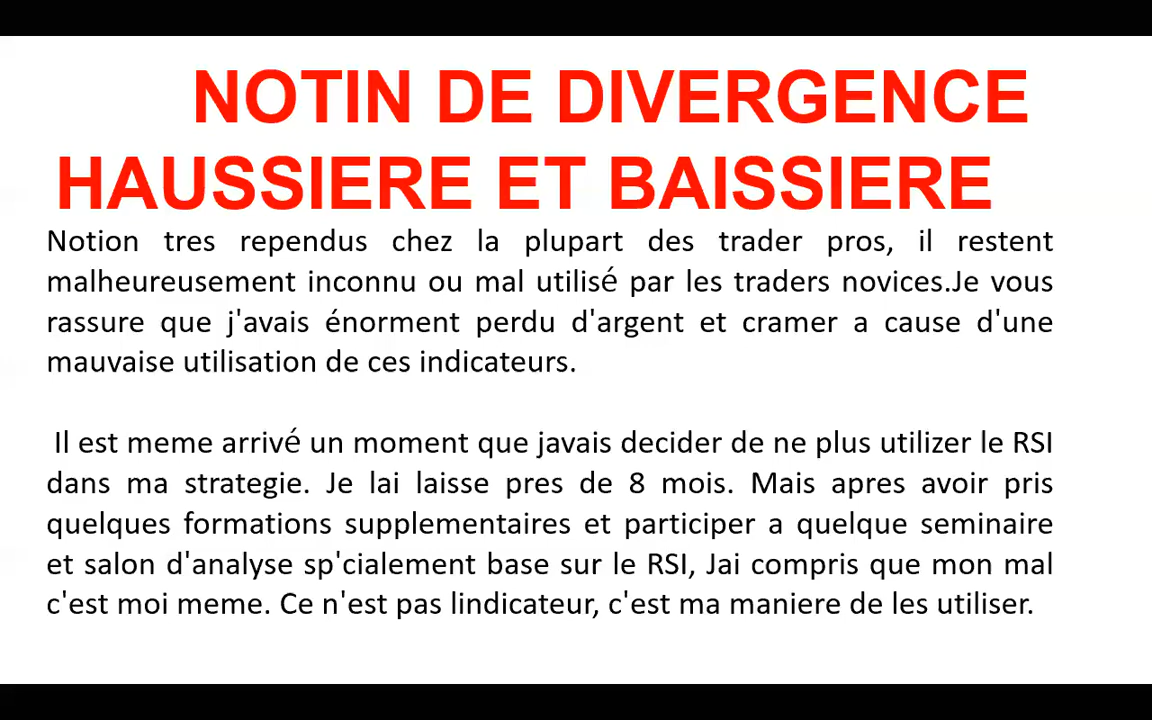 NOTIN DE DIVERGENCE
HAUSSIERE ET BAISSIERE
Notion tres rependus chez la plupart des trader pros, il restent
malheureusement inconnu ou mal utilisé par les traders novices.Je vous
rassure que j'avais énorment perdu d'argent et cramer a cause d'une
mauvaise utilisation de ces indicateurs.
Il est meme arrivé un moment que javais decider de ne plus utilizer le RSI
dans ma strategie. Je lai laisse pres de 8 mois. Mais apres avoir pris
quelques formations supplementaires et participer a quelque seminaire
et salon d'analyse sp'cialement base sur le RSI, Jai compris que mon mal
c'est moi meme. Ce n'est pas lindicateur, c'est ma maniere de les utiliser.